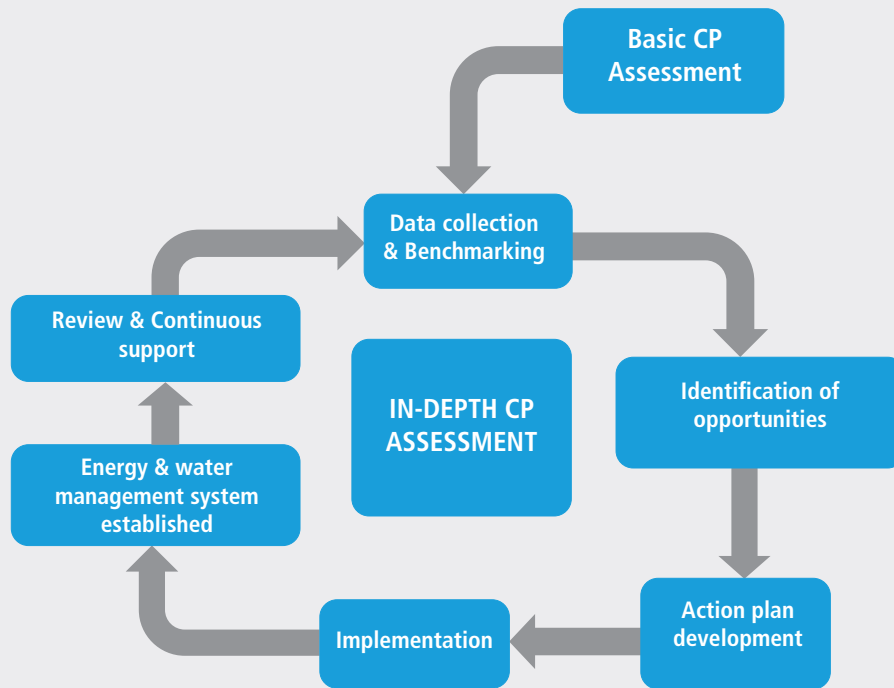 Basic CP
Assessment
Data collection
& Benchmarking
Identification of
opportunities
Action plan
development
Implementation
Energy & water
management system
established
Review & Continuous
support
IN-DEPTH CP
ASSESSMENT